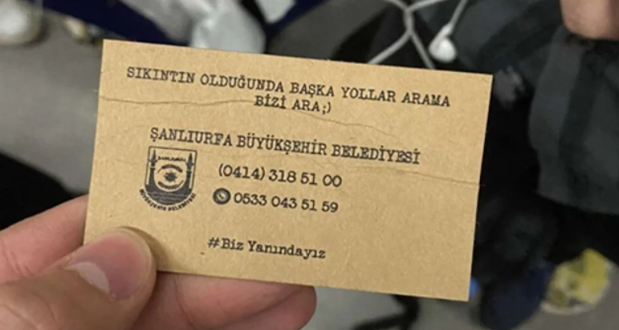 SIKINTIN OLDUĞUNDA BAŞKA YOLLAR ARAMA
BİZİ ARA;)
ŞANLIURFA BÜYÜKŞEHİR BELEDİYESİ
(0414) 318 51 00
0533 043 51 59
#Biz Yanındayız